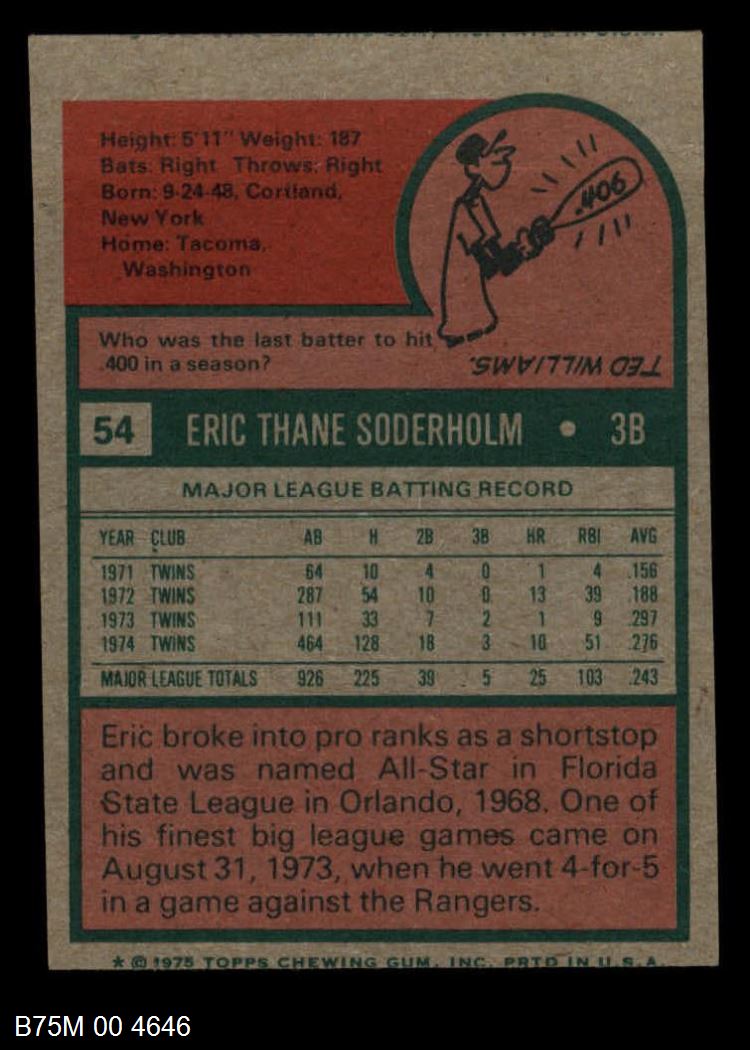 Height: 5'11" Weight: 187
Bats: Right Throws: Right
Born: 9-24-48, Cortland,
New York
Home: Tacoma,
Washington
.406
Who was the last batter to hit
.400 in a season?
TED WILLIAMS.
54 ERIC THANE SODERHOLM • 3B
MAJOR LEAGUE BATTING RECORD
YEAR CLUB AB H 2B 3B HR RBI AVG
1971 TWINS 64 10 4 0 1 4 .156
1972 TWINS 287 54 10 0 13 39 .188
1973 TWINS 111 33 7 2 1 9 .297
1974 TWINS 464 128 18 3 10 51 .276
MAJOR LEAGUE TOTALS 926 225 39 5 25 103 .243
Eric broke into pro ranks as a shortstop
and was named All-Star in Florida
State League in Orlando, 1968. One of
his finest big league games came on
August 31, 1973, when he went 4-for-5
in a game against the Rangers.
* © 1975 TOPPS CHEWING GUM, INC. PRTD IN U.S.A.
B75M 00 4646